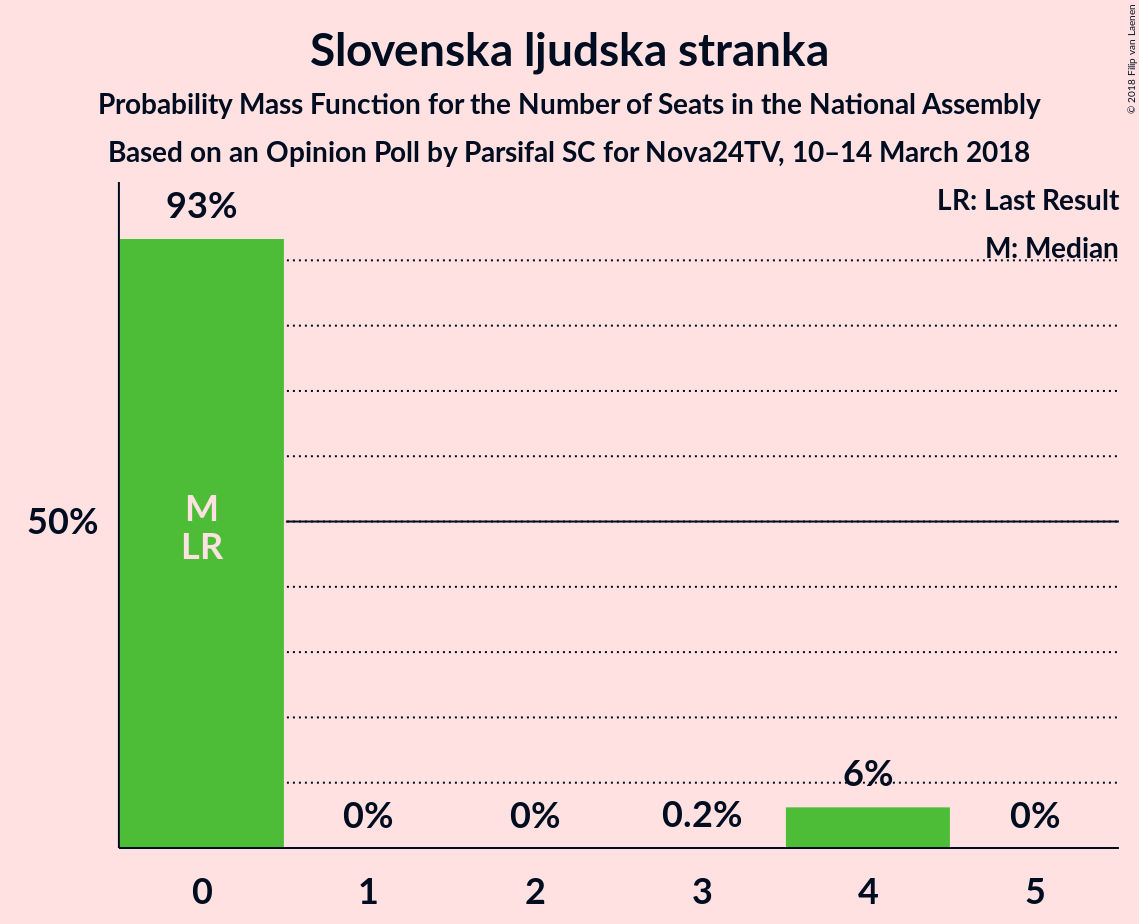 Slovenska ljudska stranka
Probability Mass Function for the Number of Seats in the National Assembly
Based on an Opinion Poll by Parsifal SC for Nova24TV, 10–14 March 2018
© 2018 Filip van Laenen
LR: Last Result
M: Median
93%
50%
M
LR
0%
0%
0.2%
6%
0%
0
1
2
3
4
5